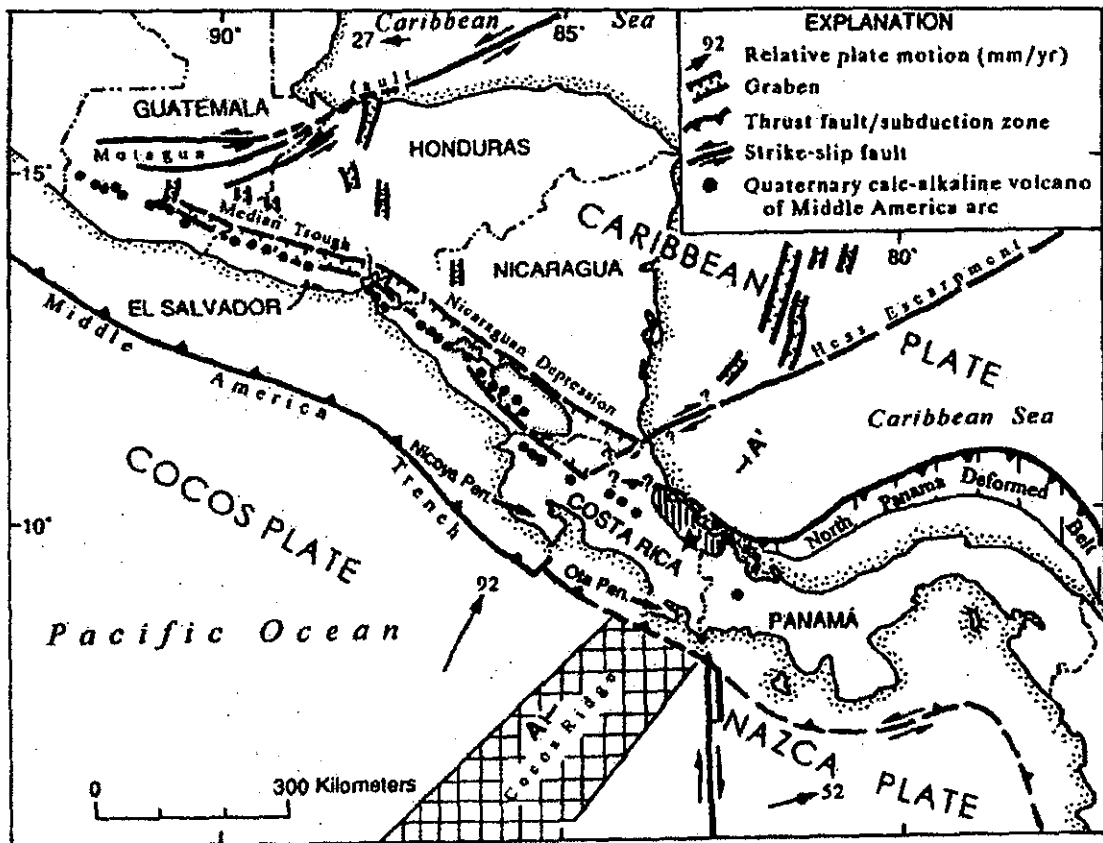 90°
27
Caribbean Sea
85°
EXPLANATION
92 Relative plate motion (mm/yr)
Graben
Thrust fault/subduction zone
Strike-slip fault
Quaternary calc-alkaline volcano
of Middle America arc
fault
GUATEMALA
Motagua
HONDURAS
15°
Median Trough
CARIBBEAN
80°
NICARAGUA
EL SALVADOR
Hess Escarpment
Nicaraguan Depression
Middle
America
Trench
PLATE
Caribbean Sea
A'
COCOS PLATE
Nicoya Pen.
10°
COSTA RICA
North Panama Deformed
Belt
Osa Pen.
92
PANAMÁ
Pacific Ocean
A
Cocos Ridge
NAZCA
PLATE
0 300 Kilometers
52